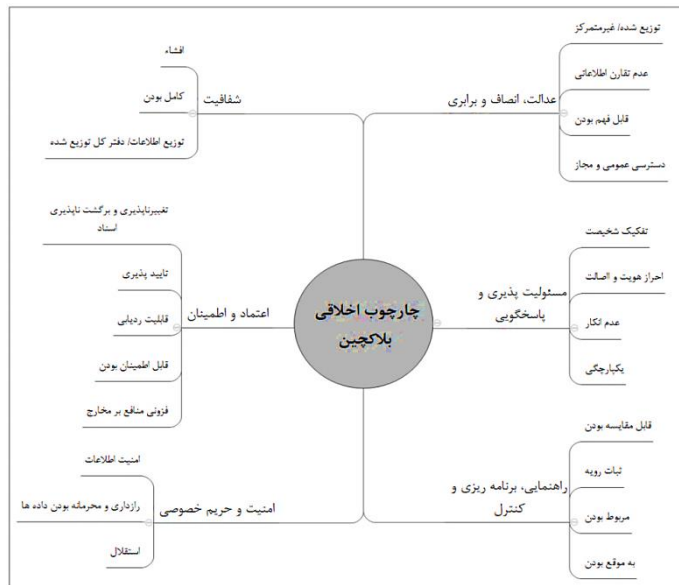 توزیع شده/ غیرمتمرکز
عدم تقارن اطلاعاتی
عدالت، انصاف و برابری
قابل فهم بودن
دسترسی عمومی و مجاز
افشاء
کامل بودن
شفافیت
توزیع اطلاعات/ دفتر کل توزیع شده
تفکیک شخیصت
احراز هویت و اصالت
مسئولیت پذیری و
پاسخگویی
عدم انکار
یکپارچگی
چارچوب اخلاقی
بلاکچین
تغییرناپذیری و برگشت ناپذیری
اسناد
تایید پذیری
اعتماد و اطمینان
قابلیت ردیابی
قابل اطمینان بودن
فزونی منافع بر مخارج
قابل مقایسه بودن
ثبات رویه
راهنمایی، برنامه ریزی و
کنترل
مربوط بودن
به موقع بودن
امنیت اطلاعات
امنیت و حریم خصوصی
رازداری و محرمانه بودن داده ها
استقلال